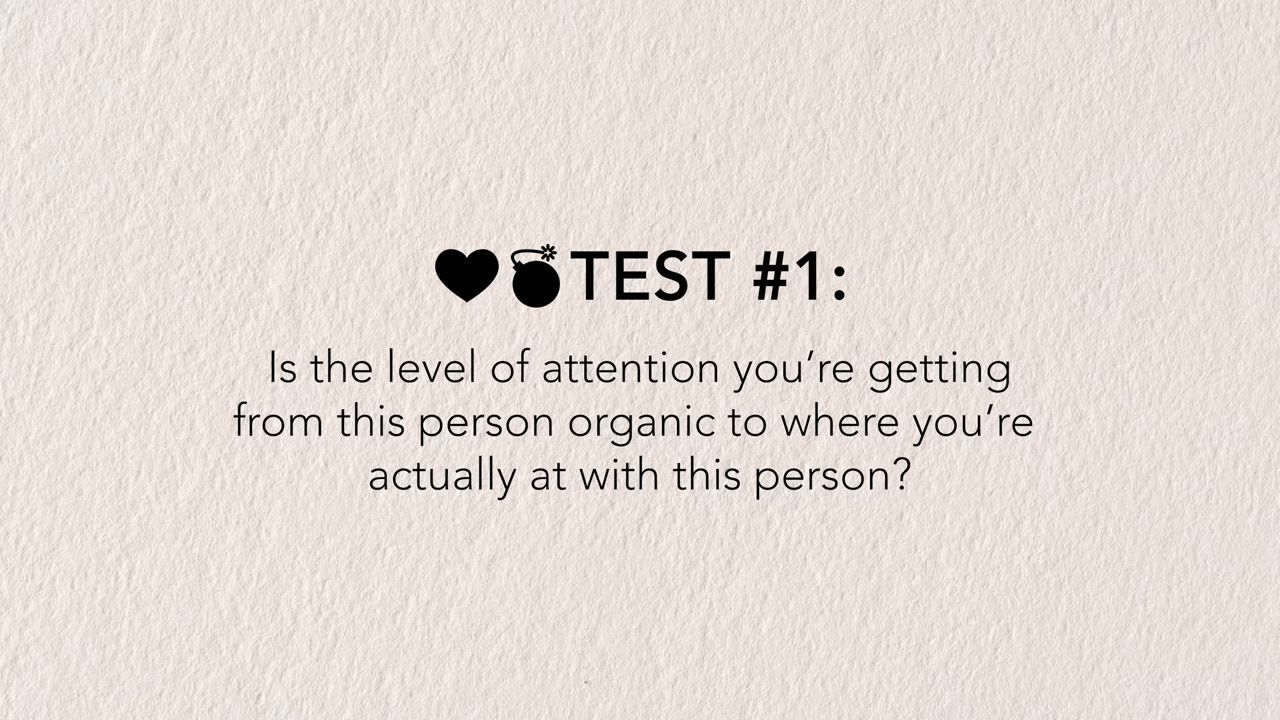 ♥💣TEST #1:
Is the level of attention you’re getting
from this person organic to where you’re
actually at with this person?